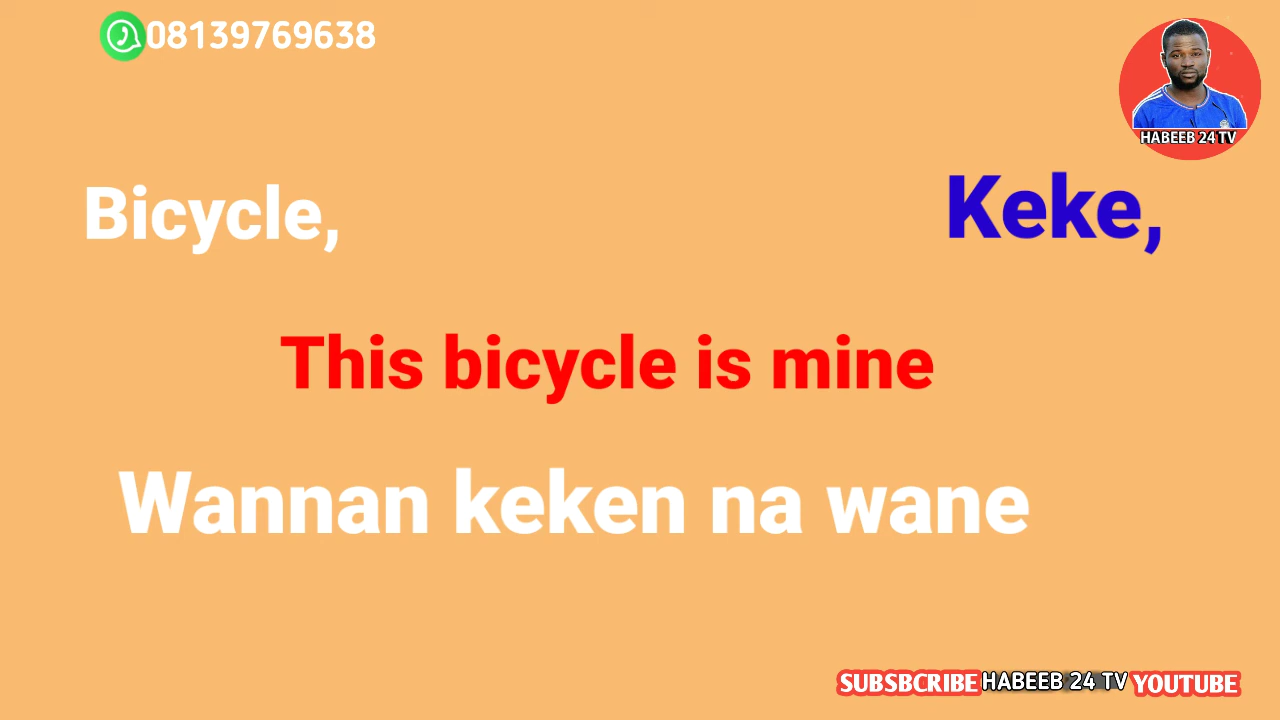 08139769638
HABEEB 24 TV
Bicycle,
Keke,
This bicycle is mine
Wannan keken na wane
SUBSBCRIBE HABEEB 24 TV YOUTUBE